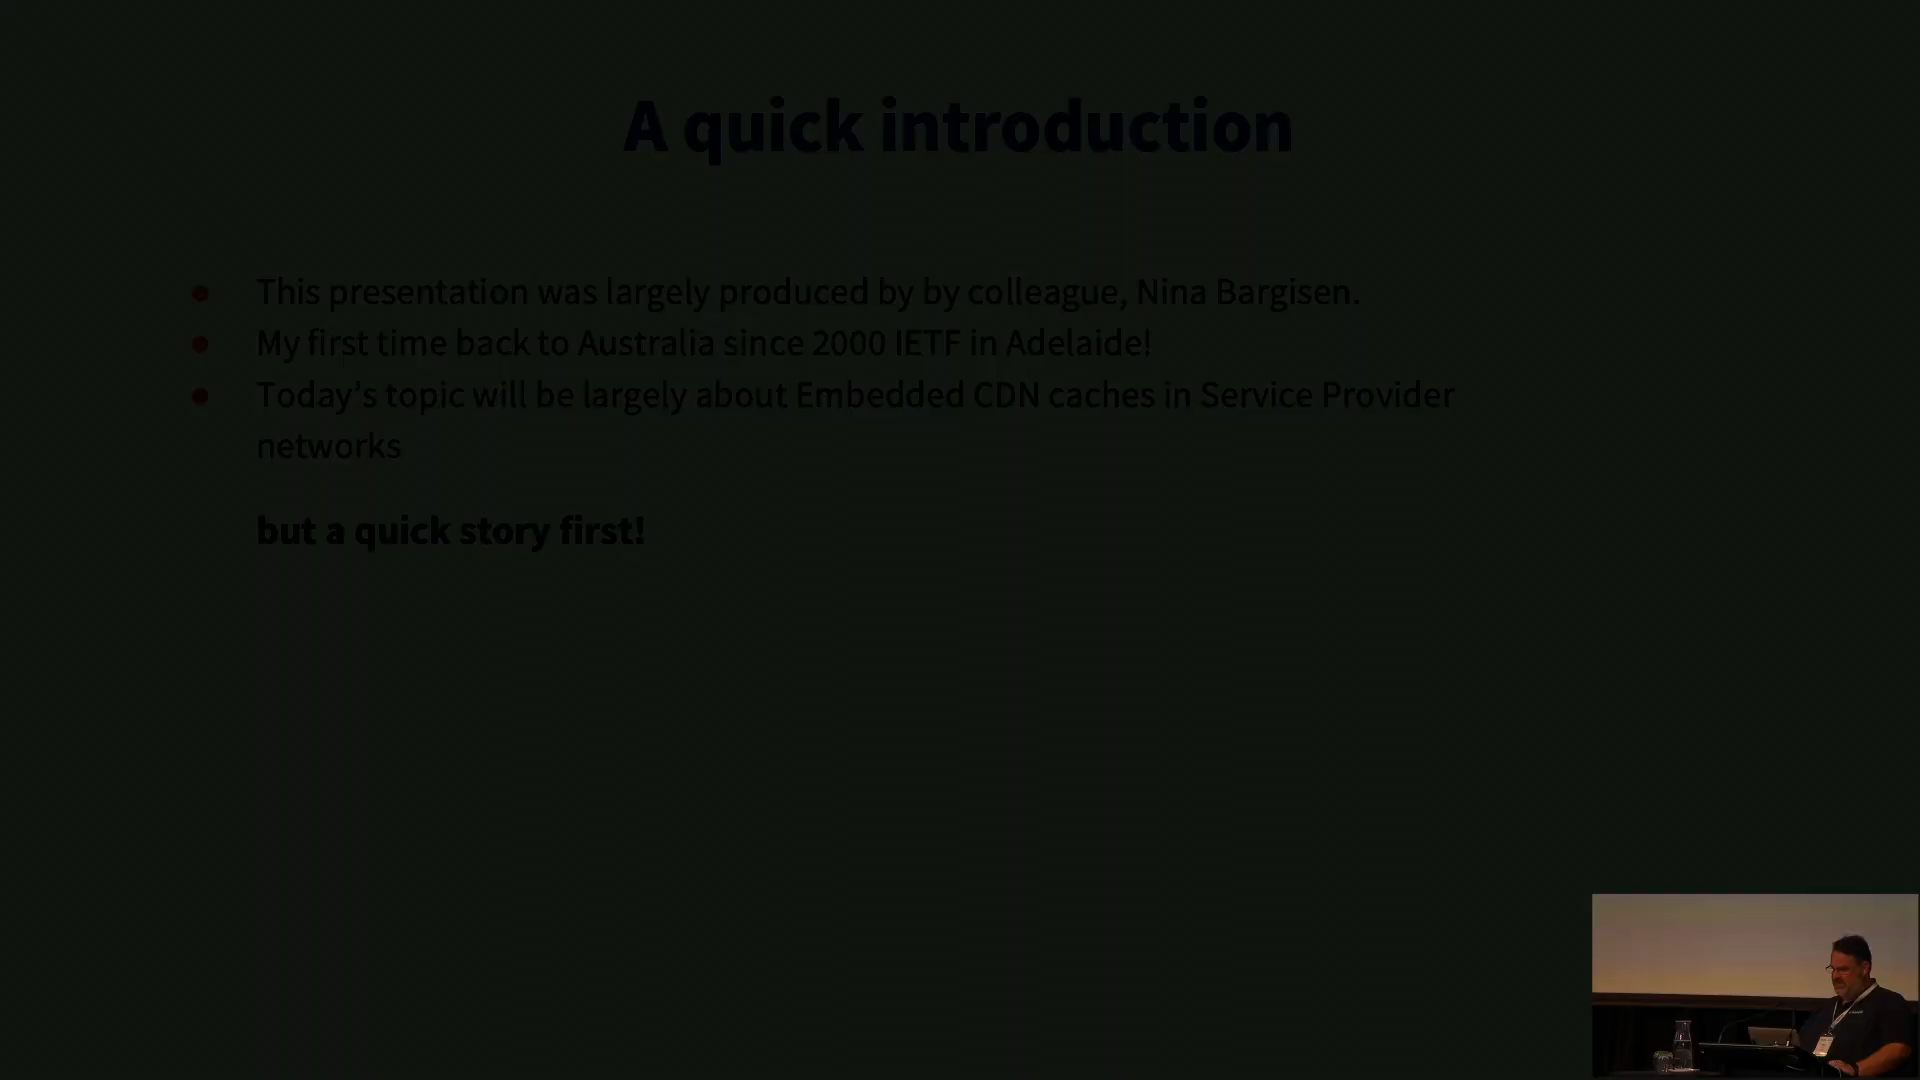 A quick introduction
● This presentation was largely produced by by colleague, Nina Bargisen.
● My first time back to Australia since 2000 IETF in Adelaide!
● Today’s topic will be largely about Embedded CDN caches in Service Provider
networks
but a quick story first!